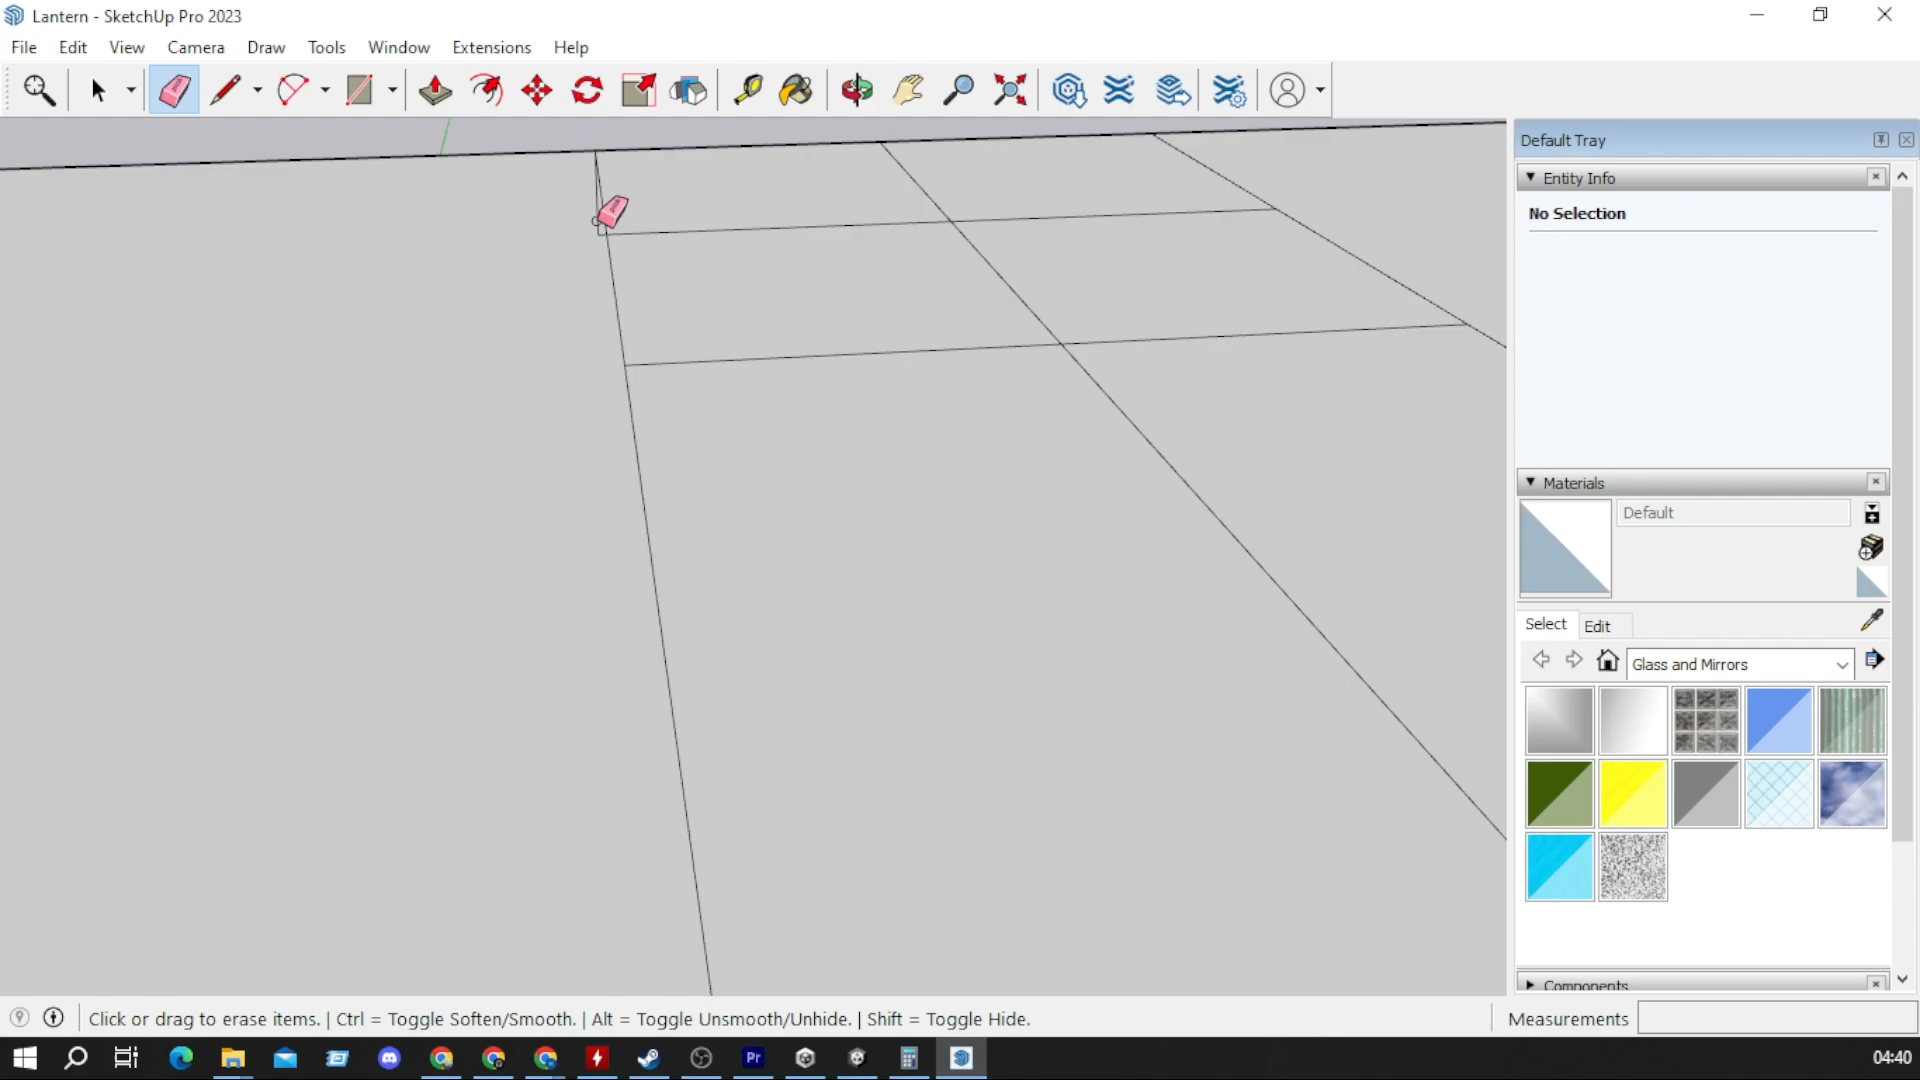 Lantern - SketchUp Pro 2023
File Edit View Camera Draw Tools Window Extensions Help
Default Tray
Entity Info
No Selection
Materials
Default
Select Edit
Glass and Mirrors
Components
Click or drag to erase items. | Ctrl = Toggle Soften/Smooth. | Alt = Toggle Unsmooth/Unhide. | Shift = Toggle Hide.
Measurements
Pr
04:40